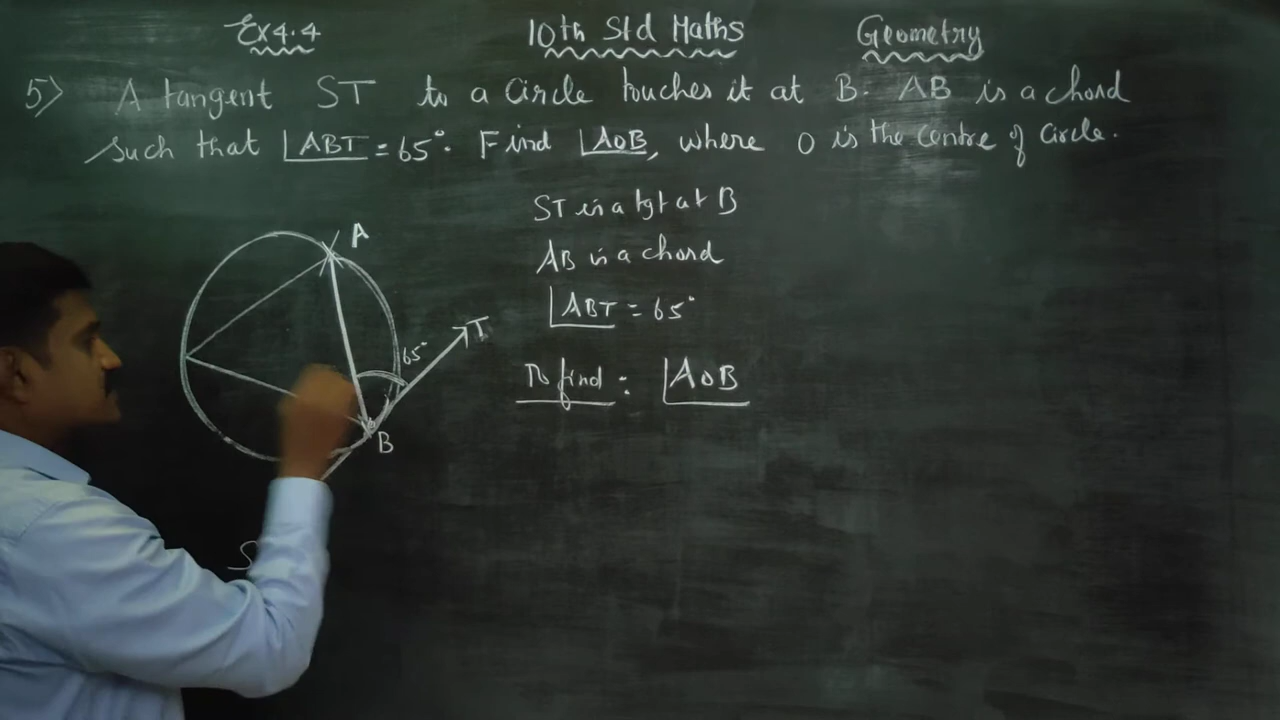 Ex 4.4 10th Std Maths Geometry
5) A tangent ST to a circle touches it at B. AB is a chord
such that ∠ABT = 65°. Find ∠AOB, where O is the centre of circle.
ST is a tgt at B
AB is a chord
∠ABT = 65°
To find : ∠AOB
A
T
65°
B
S